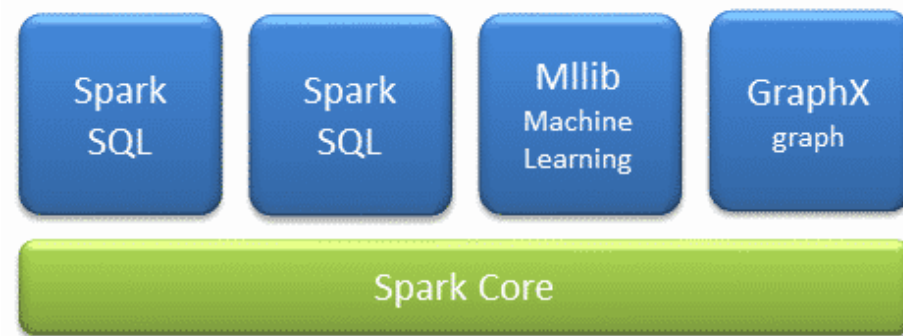 Spark
SQL
Spark
SQL
Mllib
Machine
Learning
GraphX
graph
Spark Core